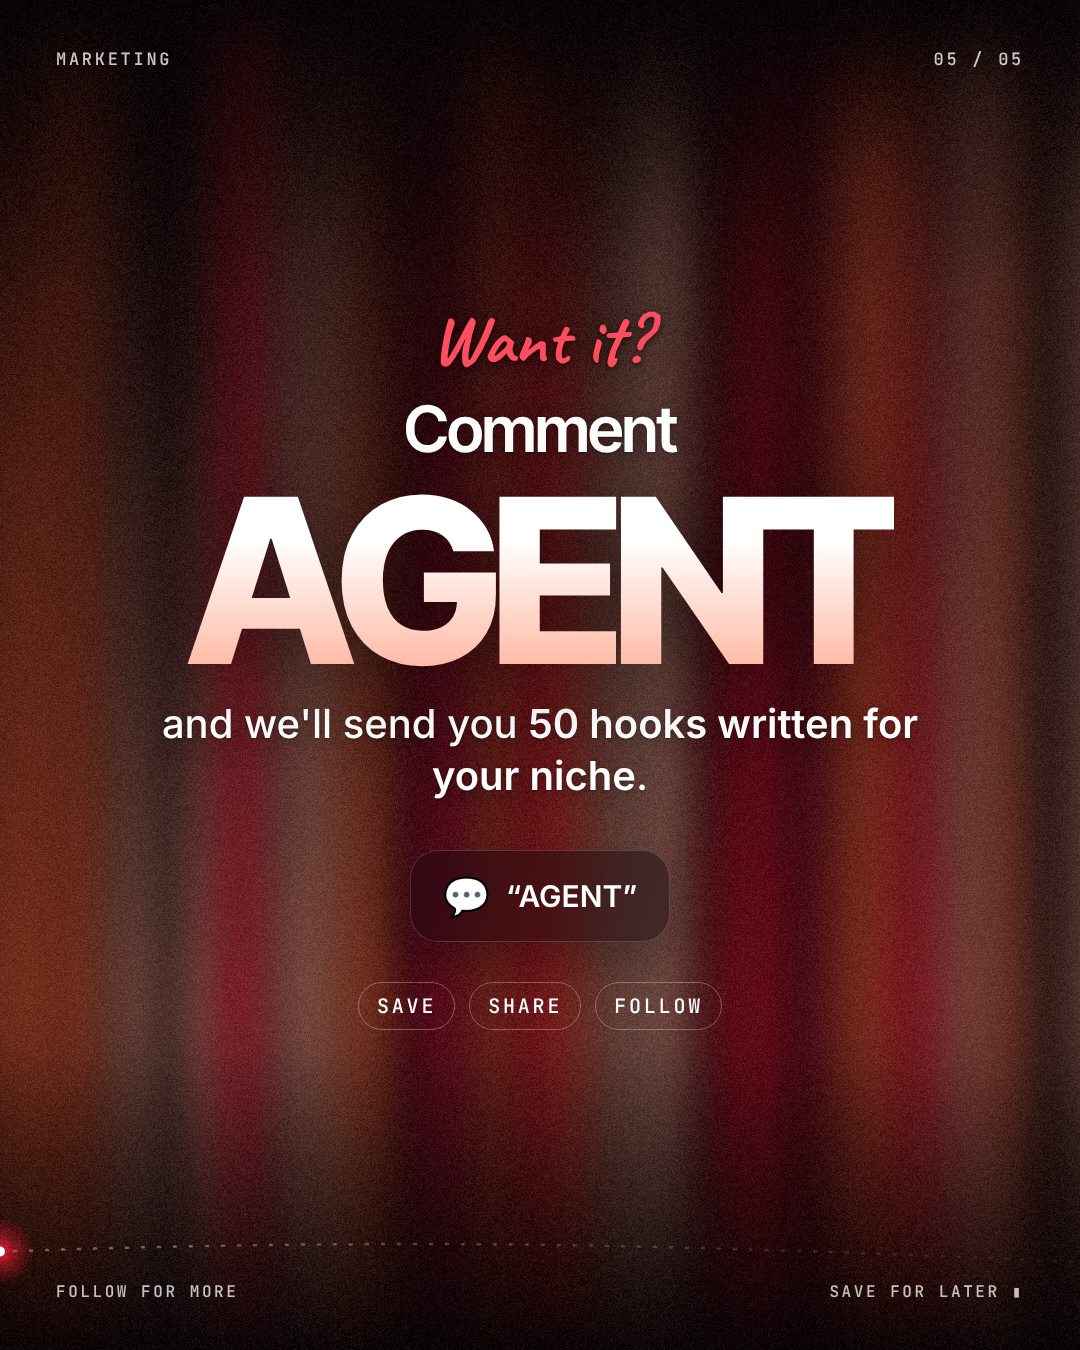 MARKETING
05 / 05
Want it?
Comment
AGENT
and we'll send you 50 hooks written for
your niche.
💬 “AGENT”
SAVE
SHARE
FOLLOW
FOLLOW FOR MORE
SAVE FOR LATER ▮